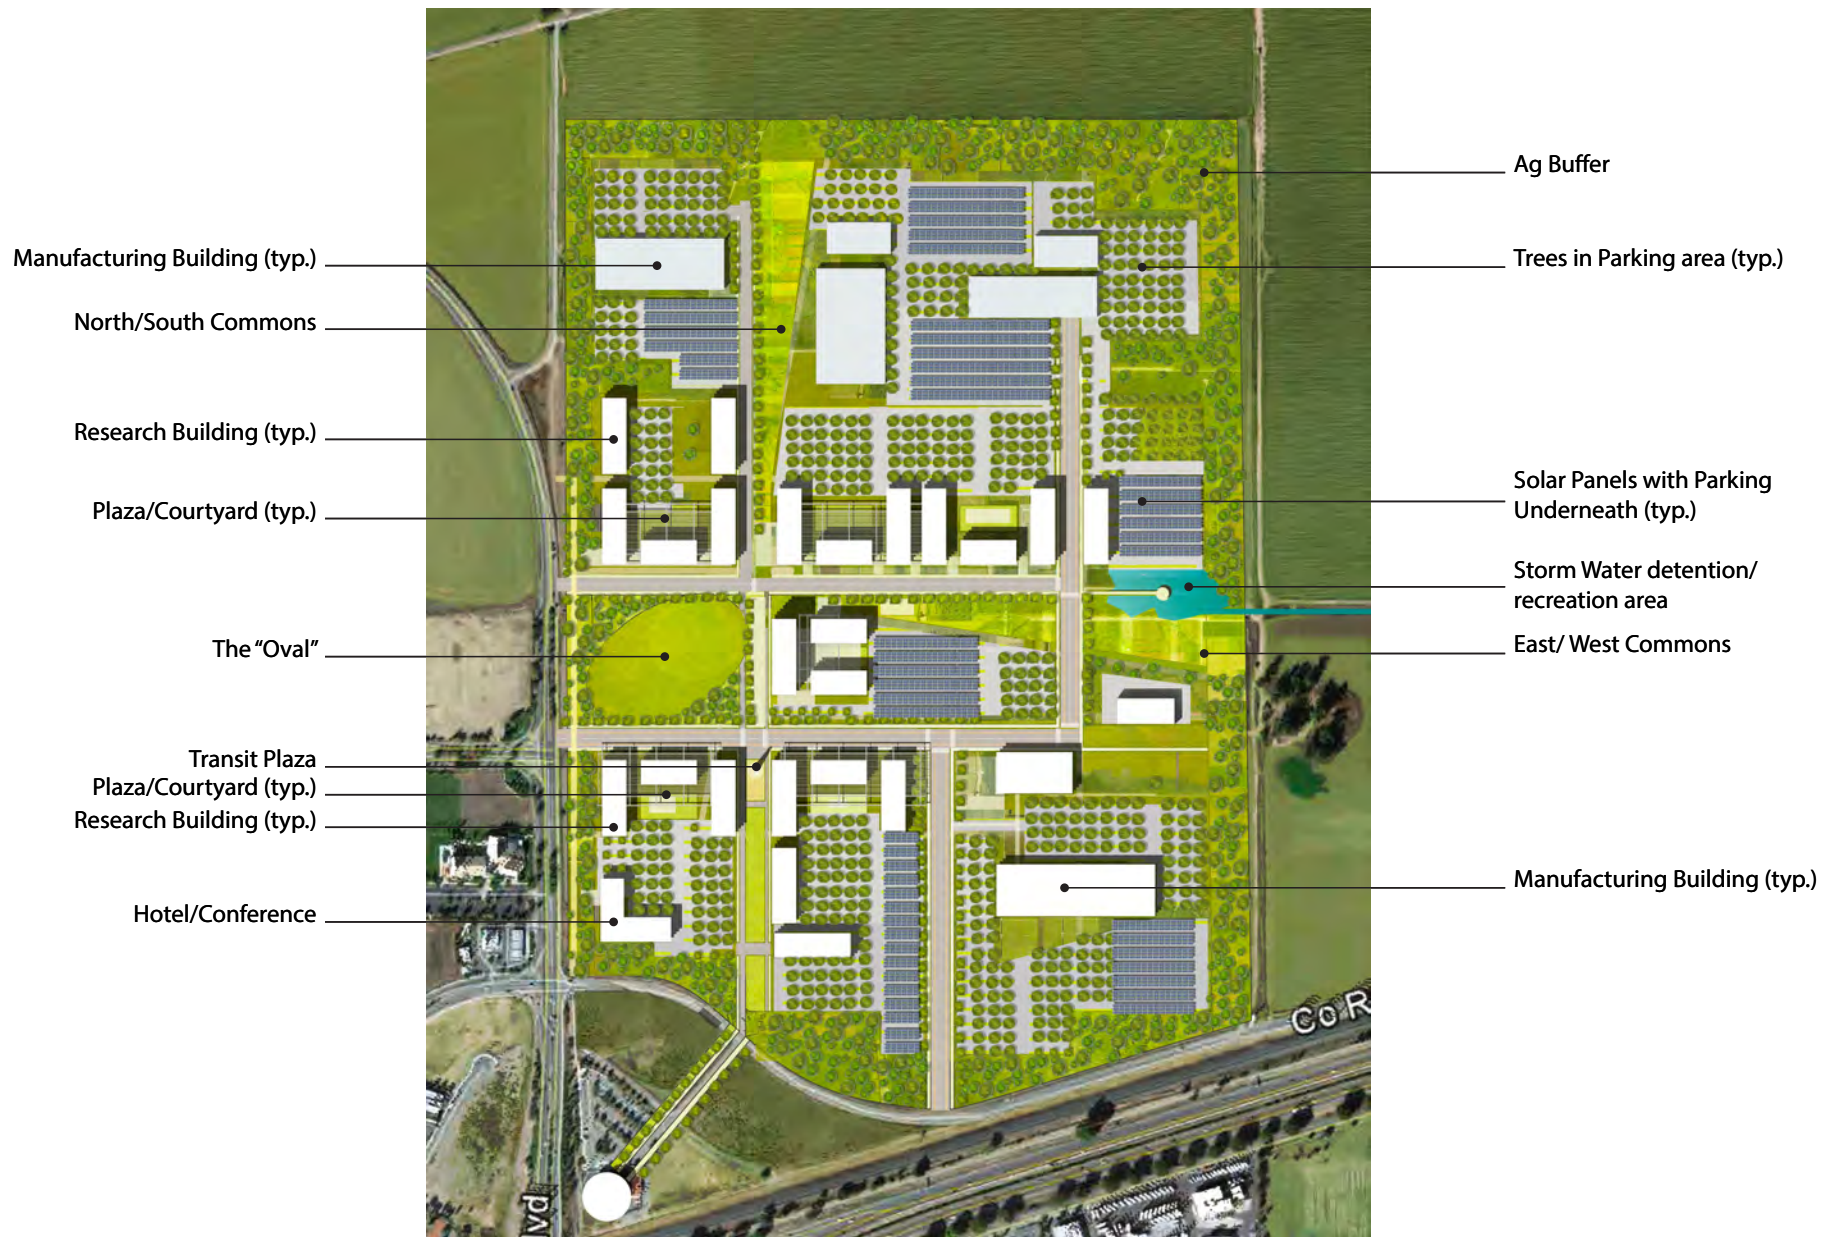 Manufacturing Building (typ.)
North/South Commons
Research Building (typ.)
Plaza/Courtyard (typ.)
The “Oval”
Transit Plaza
Plaza/Courtyard (typ.)
Research Building (typ.)
Hotel/Conference
Ag Buffer
Trees in Parking area (typ.)
Solar Panels with Parking
Underneath (typ.)
Storm Water detention/
recreation area
East/ West Commons
Manufacturing Building (typ.)
Co R
lvd